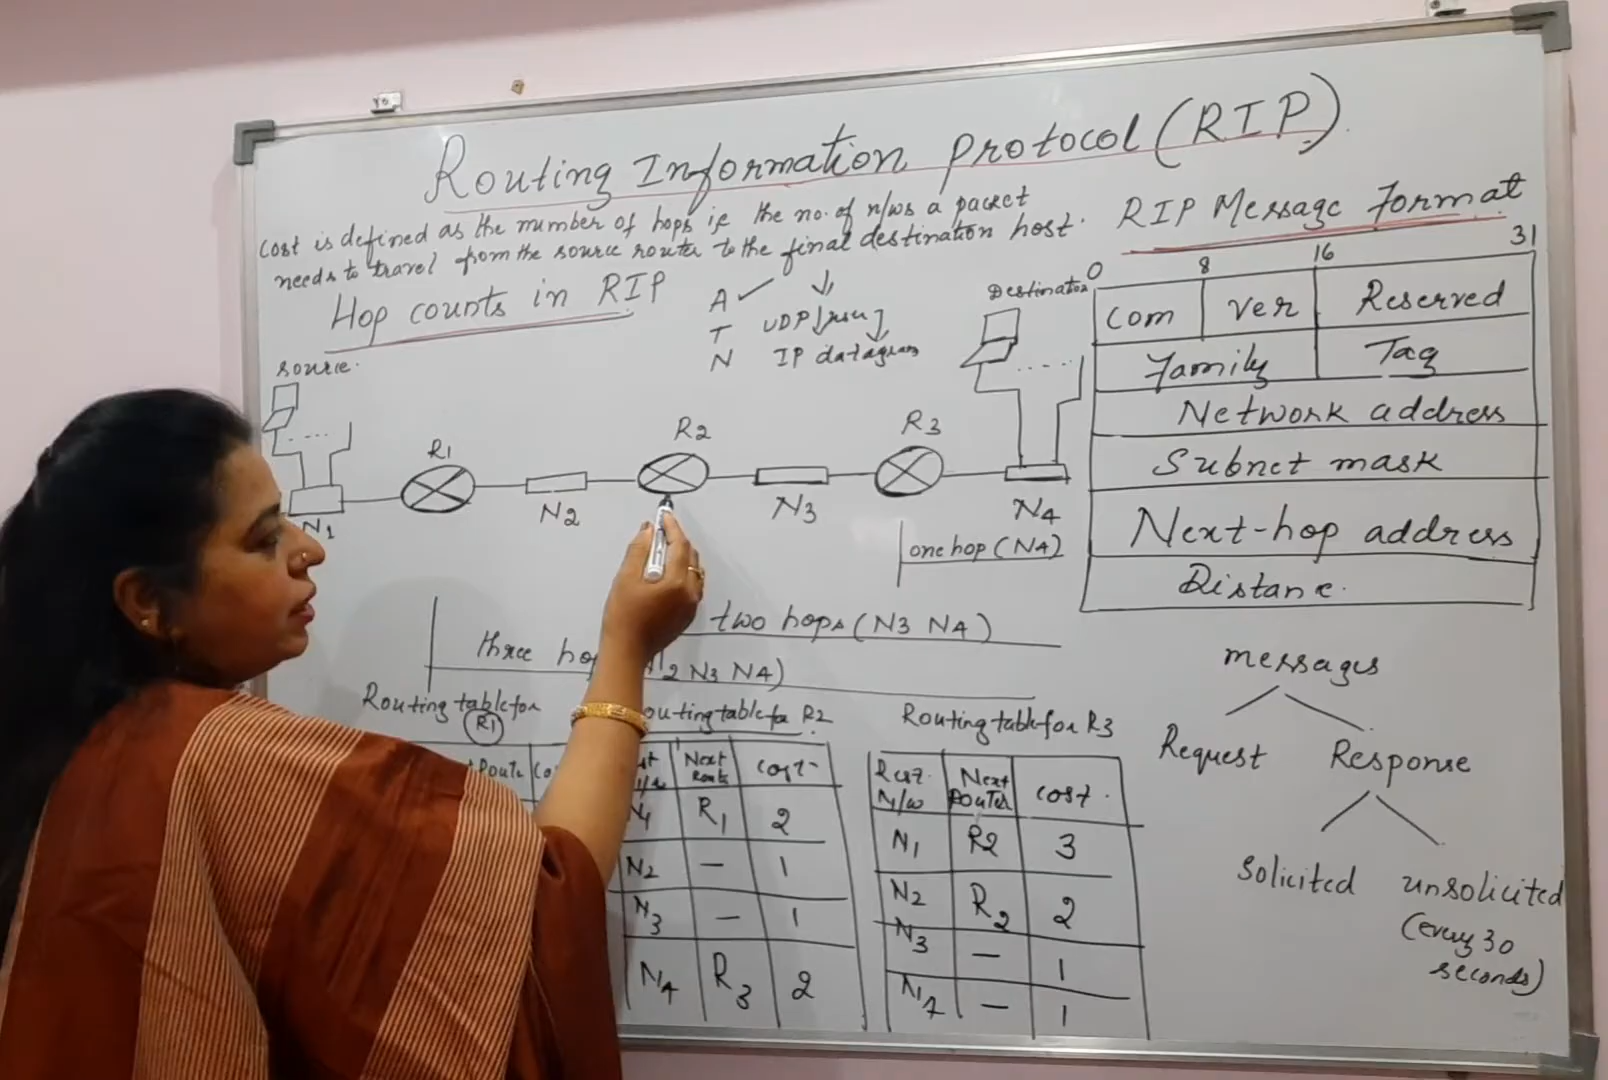 Routing Information Protocol (RIP)
cost is defined as the number of hops ie the no. of n/ws a packet
needs to travel from the source router to the final destination host.
Hop counts in RIP
A ✓
T UDP
N IP datagram
source
Destination
R1
R2
R3
N1
N2
N3
N4
one hop (N4)
two hops (N3 N4)
three N3 N4)
RIP Message Format
0 8 16 31
Com Ver Reserved
Family Tag
Network address
Subnet mask
Next-hop address
Distance.
messages
Request Response
Solicited unsolicited
(every 30
seconds)
Routing table for
R1
Route
outing table for R2
Next
Route cost
R1 2
N2 — 1
N3 — 1
N4 R3 2
Routing table for R3
Dest. N/w Next Router cost.
N1 R2 3
N2 R2 2
N3 — 1
— 1